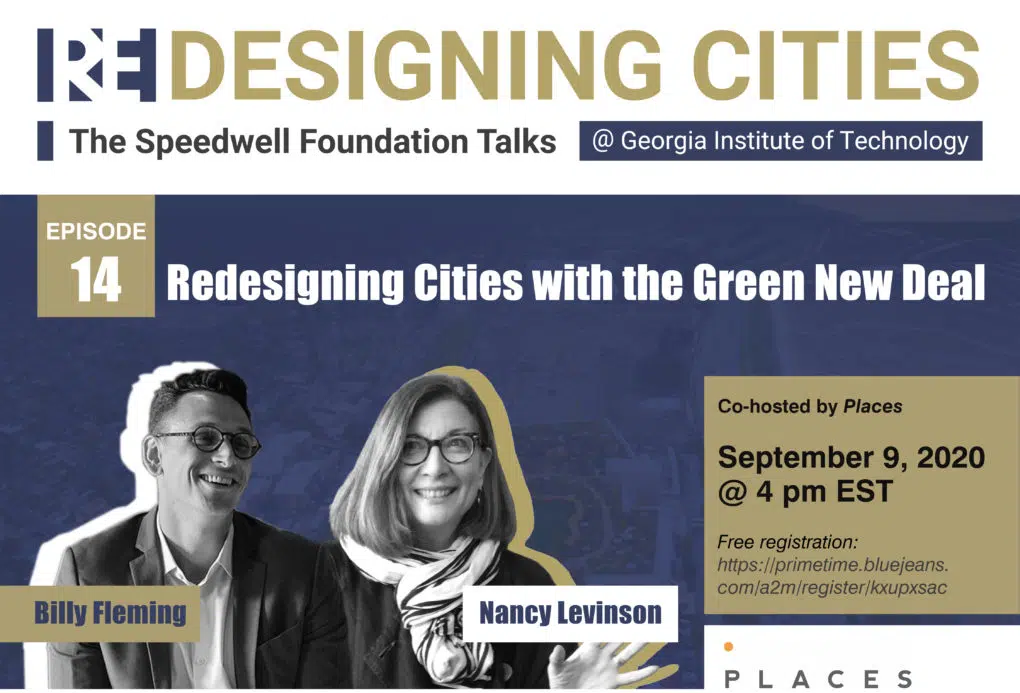 REDESIGNING CITIES
The Speedwell Foundation Talks
@ Georgia Institute of Technology
EPISODE
14
Redesigning Cities with the Green New Deal
Co-hosted by Places
September 9, 2020
@ 4 pm EST
Free registration:
https://primetime.bluejeans.
com/a2m/register/kxupxsac
Billy Fleming
Nancy Levinson
PLACES